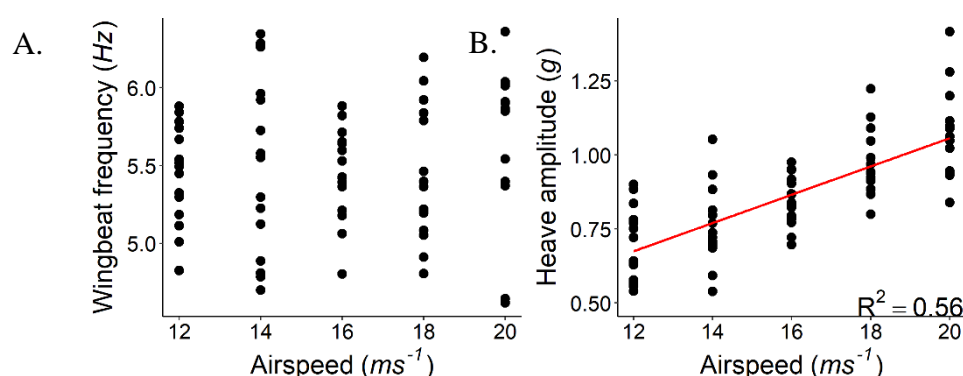 A.
Wingbeat frequency (Hz)
6.0
5.5
5.0
12 14 16 18 20
Airspeed (ms⁻¹)
B.
Heave amplitude (g)
1.25
1.00
0.75
0.50
R² = 0.56
12 14 16 18 20
Airspeed (ms⁻¹)